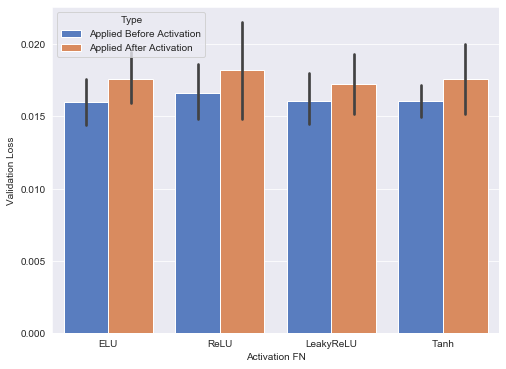 Type
Applied Before Activation
Applied After Activation
0.020
0.015
0.010
0.005
0.000
Validation Loss
ELU
ReLU
LeakyReLU
Tanh
Activation FN